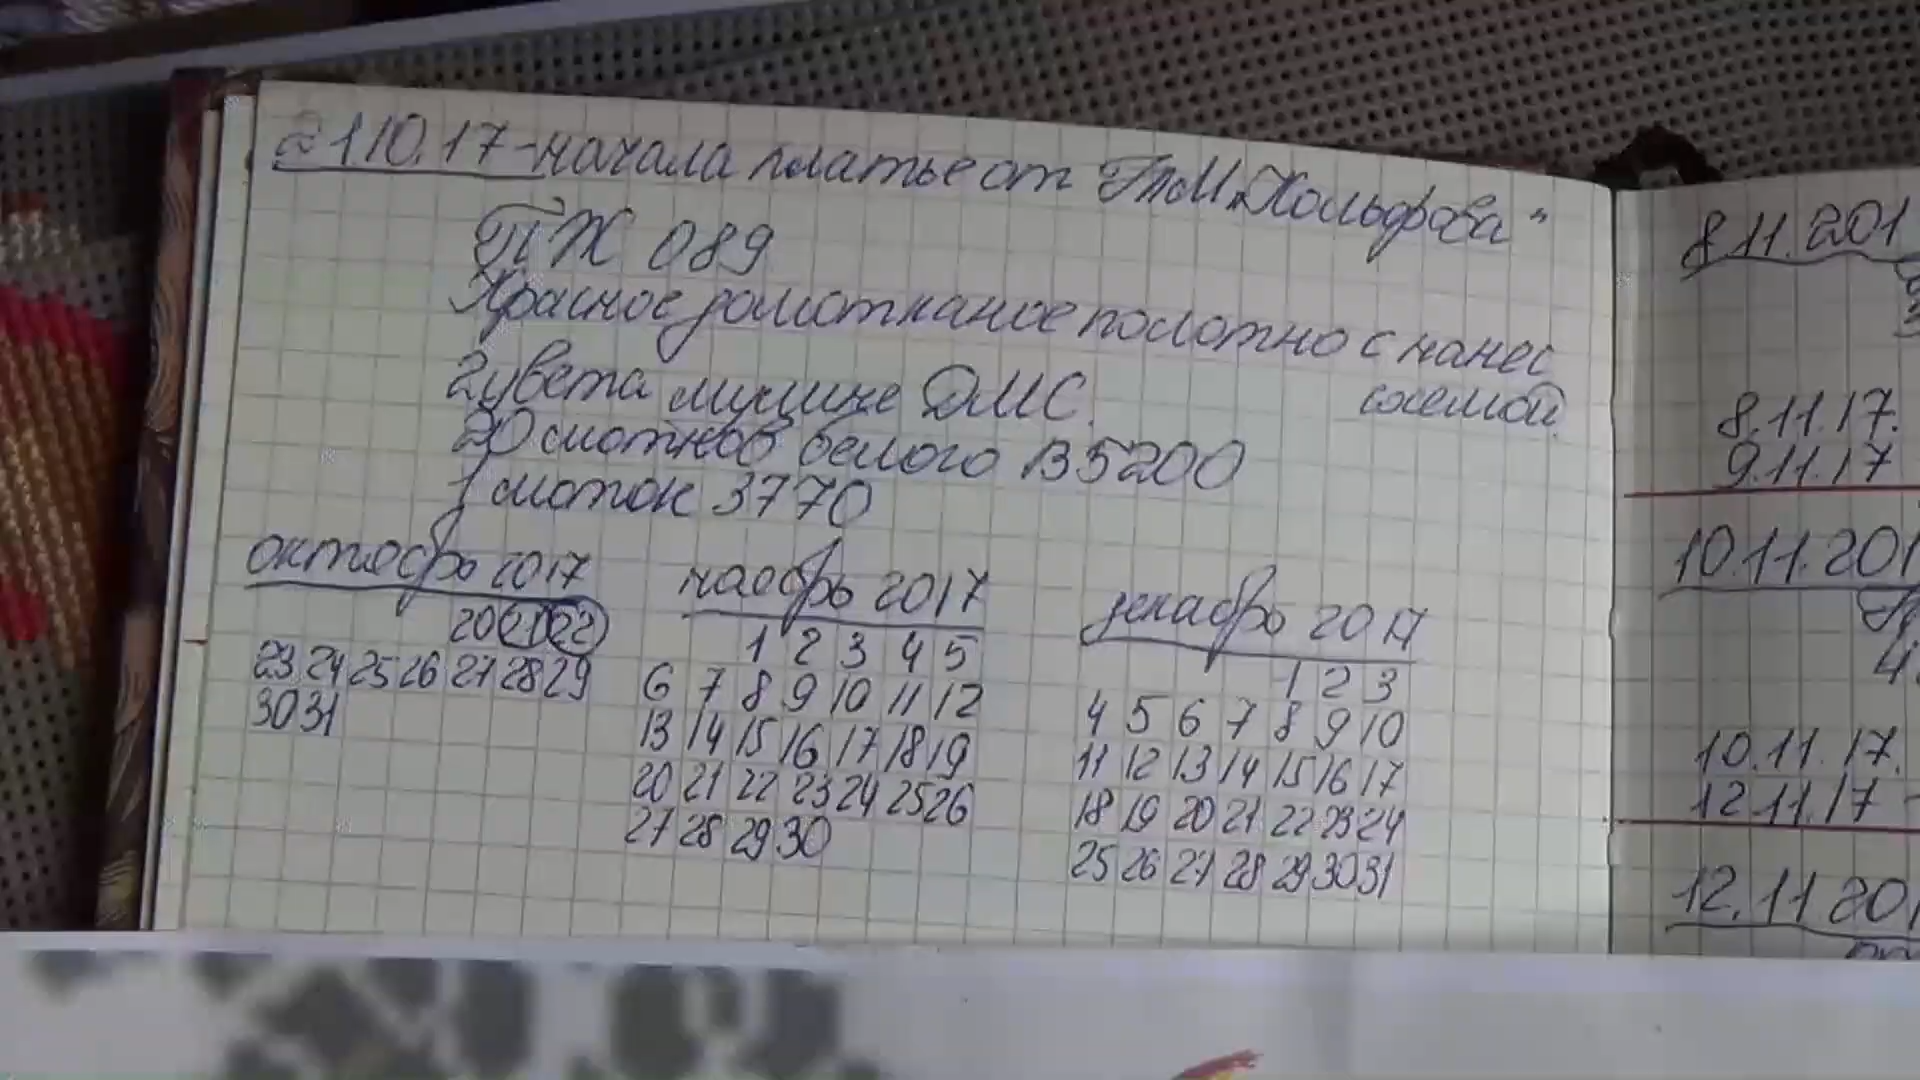 21.10.17-начала платье от "ТМ„Кольорова"
ПЖ 089
Красное домотканое полотно с нанес
схемой.
2 цвета мулине ДМС.
20 мотков белого B5200
1 моток 3770
октябрь 2017
20 21 22
23 24 25 26 27 28 29
30 31
ноябрь 2017
1 2 3 4 5
6 7 8 9 10 11 12
13 14 15 16 17 18 19
20 21 22 23 24 25 26
27 28 29 30
декабрь 2017
1 2 3
4 5 6 7 8 9 10
11 12 13 14 15 16 17
18 19 20 21 22 23 24
25 26 27 28 29 30 31
8.11.201
8.11.17.
9.11.17
10.11.201
10.11.17.
12.11.17 -
12.11 201